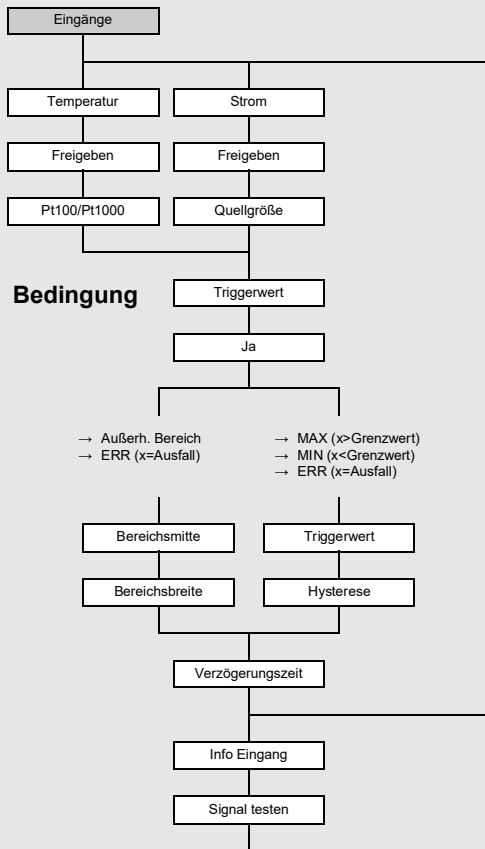 Eingänge
Temperatur
Strom
Freigeben
Freigeben
Pt100/Pt1000
Quellgröße
Bedingung
Triggerwert
Ja
→ Außerh. Bereich
→ ERR (x=Ausfall)
→ MAX (x>Grenzwert)
→ MIN (x<Grenzwert)
→ ERR (x=Ausfall)
Bereichsmitte
Triggerwert
Bereichsbreite
Hysterese
Verzögerungszeit
Info Eingang
Signal testen